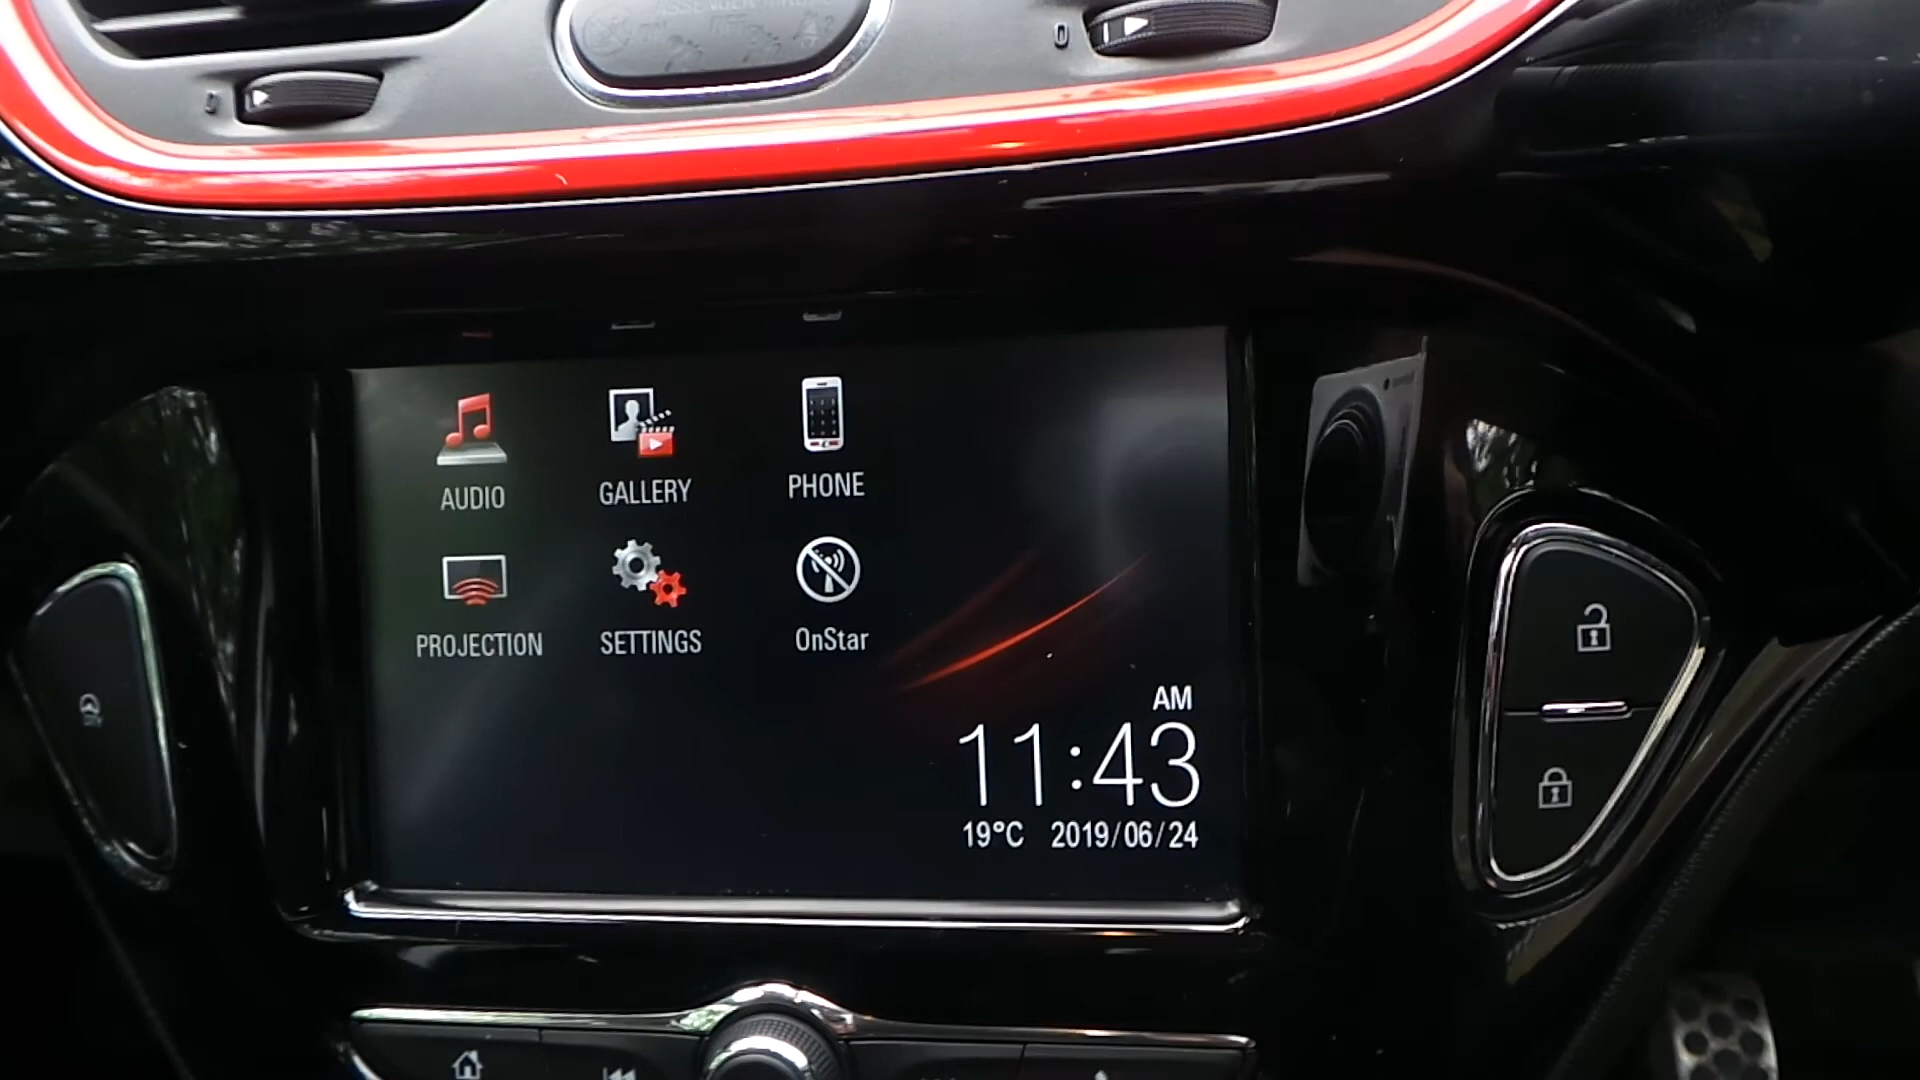 AUDIO
GALLERY
PHONE
PROJECTION
SETTINGS
OnStar
AM
11:43
19°C 2019/06/24